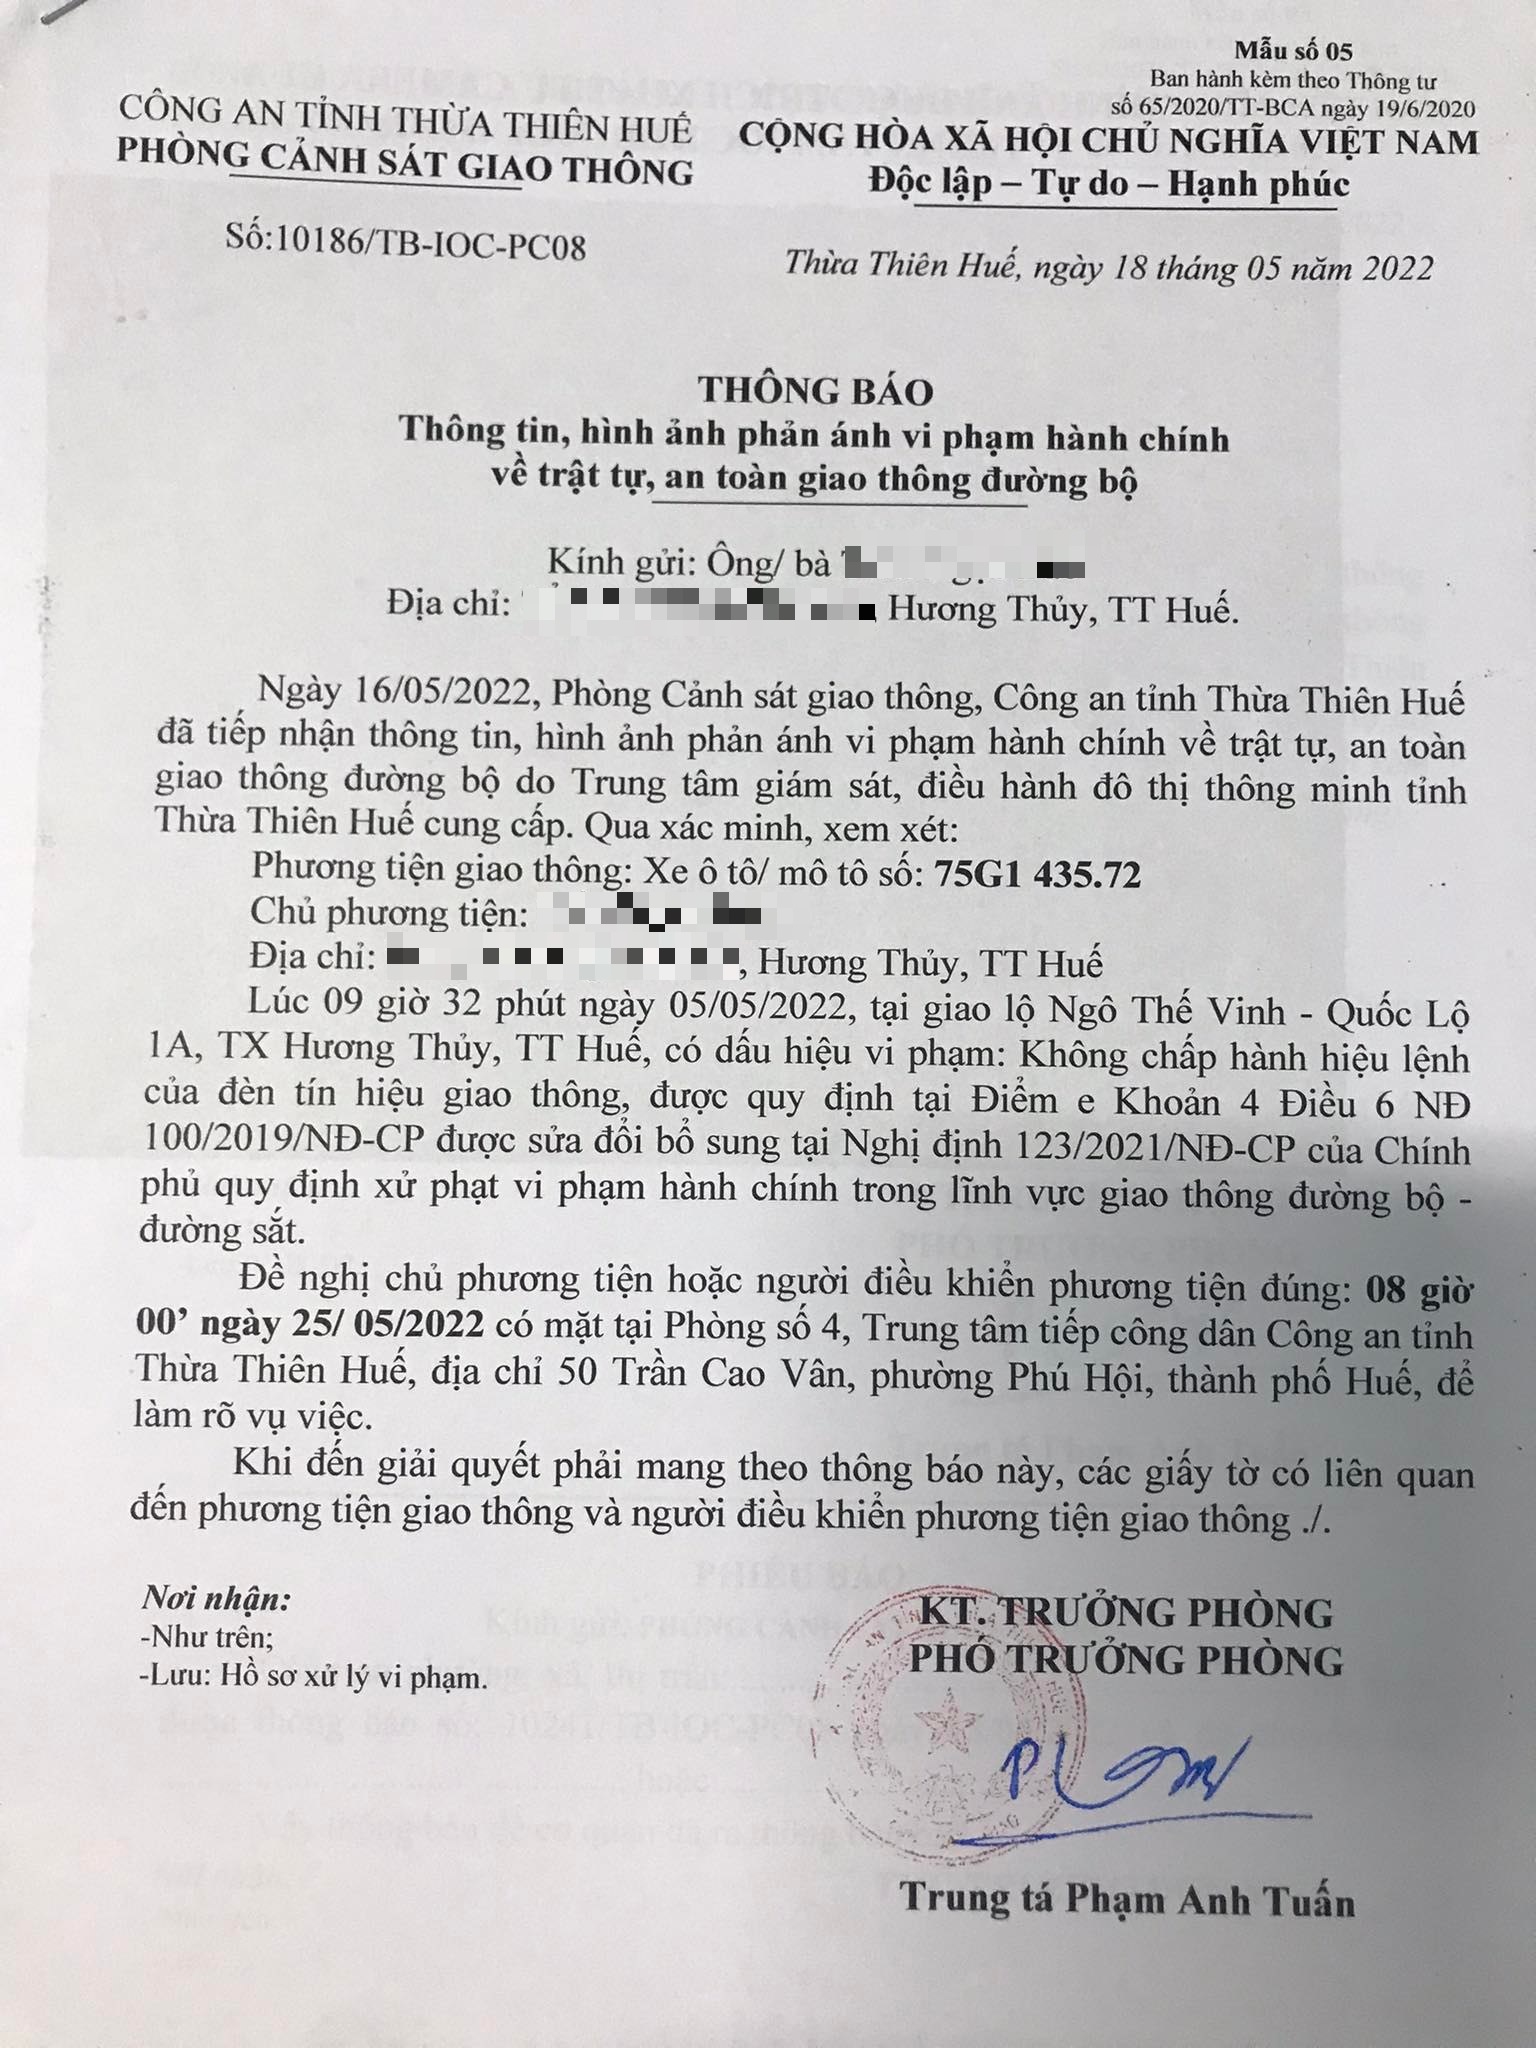 Mẫu số 05
Ban hành kèm theo Thông tư
số 65/2020/TT-BCA ngày 19/6/2020
CÔNG AN TỈNH THỪA THIÊN HUẾ
PHÒNG CẢNH SÁT GIAO THÔNG
CỘNG HÒA XÃ HỘI CHỦ NGHĨA VIỆT NAM
Độc lập – Tự do – Hạnh phúc
Số:10186/TB-IOC-PC08
Thừa Thiên Huế, ngày 18 tháng 05 năm 2022
THÔNG BÁO
Thông tin, hình ảnh phản ánh vi phạm hành chính
về trật tự, an toàn giao thông đường bộ
Kính gửi: Ông/ bà
Địa chỉ: , Hương Thủy, TT Huế.
Ngày 16/05/2022, Phòng Cảnh sát giao thông, Công an tỉnh Thừa Thiên Huế
đã tiếp nhận thông tin, hình ảnh phản ánh vi phạm hành chính về trật tự, an toàn
giao thông đường bộ do Trung tâm giám sát, điều hành đô thị thông minh tỉnh
Thừa Thiên Huế cung cấp. Qua xác minh, xem xét:
Phương tiện giao thông: Xe ô tô/ mô tô số: 75G1 435.72
Chủ phương tiện:
Địa chỉ: , Hương Thủy, TT Huế
Lúc 09 giờ 32 phút ngày 05/05/2022, tại giao lộ Ngô Thế Vinh - Quốc Lộ
1A, TX Hương Thủy, TT Huế, có dấu hiệu vi phạm: Không chấp hành hiệu lệnh
của đèn tín hiệu giao thông, được quy định tại Điểm e Khoản 4 Điều 6 NĐ
100/2019/NĐ-CP được sửa đổi bổ sung tại Nghị định 123/2021/NĐ-CP của Chính
phủ quy định xử phạt vi phạm hành chính trong lĩnh vực giao thông đường bộ -
đường sắt.
Đề nghị chủ phương tiện hoặc người điều khiển phương tiện đúng: 08 giờ
00’ ngày 25/ 05/2022 có mặt tại Phòng số 4, Trung tâm tiếp công dân Công an tỉnh
Thừa Thiên Huế, địa chỉ 50 Trần Cao Vân, phường Phú Hội, thành phố Huế, để
làm rõ vụ việc.
Khi đến giải quyết phải mang theo thông báo này, các giấy tờ có liên quan
đến phương tiện giao thông và người điều khiển phương tiện giao thông ./.
Nơi nhận:
-Như trên;
-Lưu: Hồ sơ xử lý vi phạm.
KT. TRƯỞNG PHÒNG
PHÓ TRƯỞNG PHÒNG
Trung tá Phạm Anh Tuấn